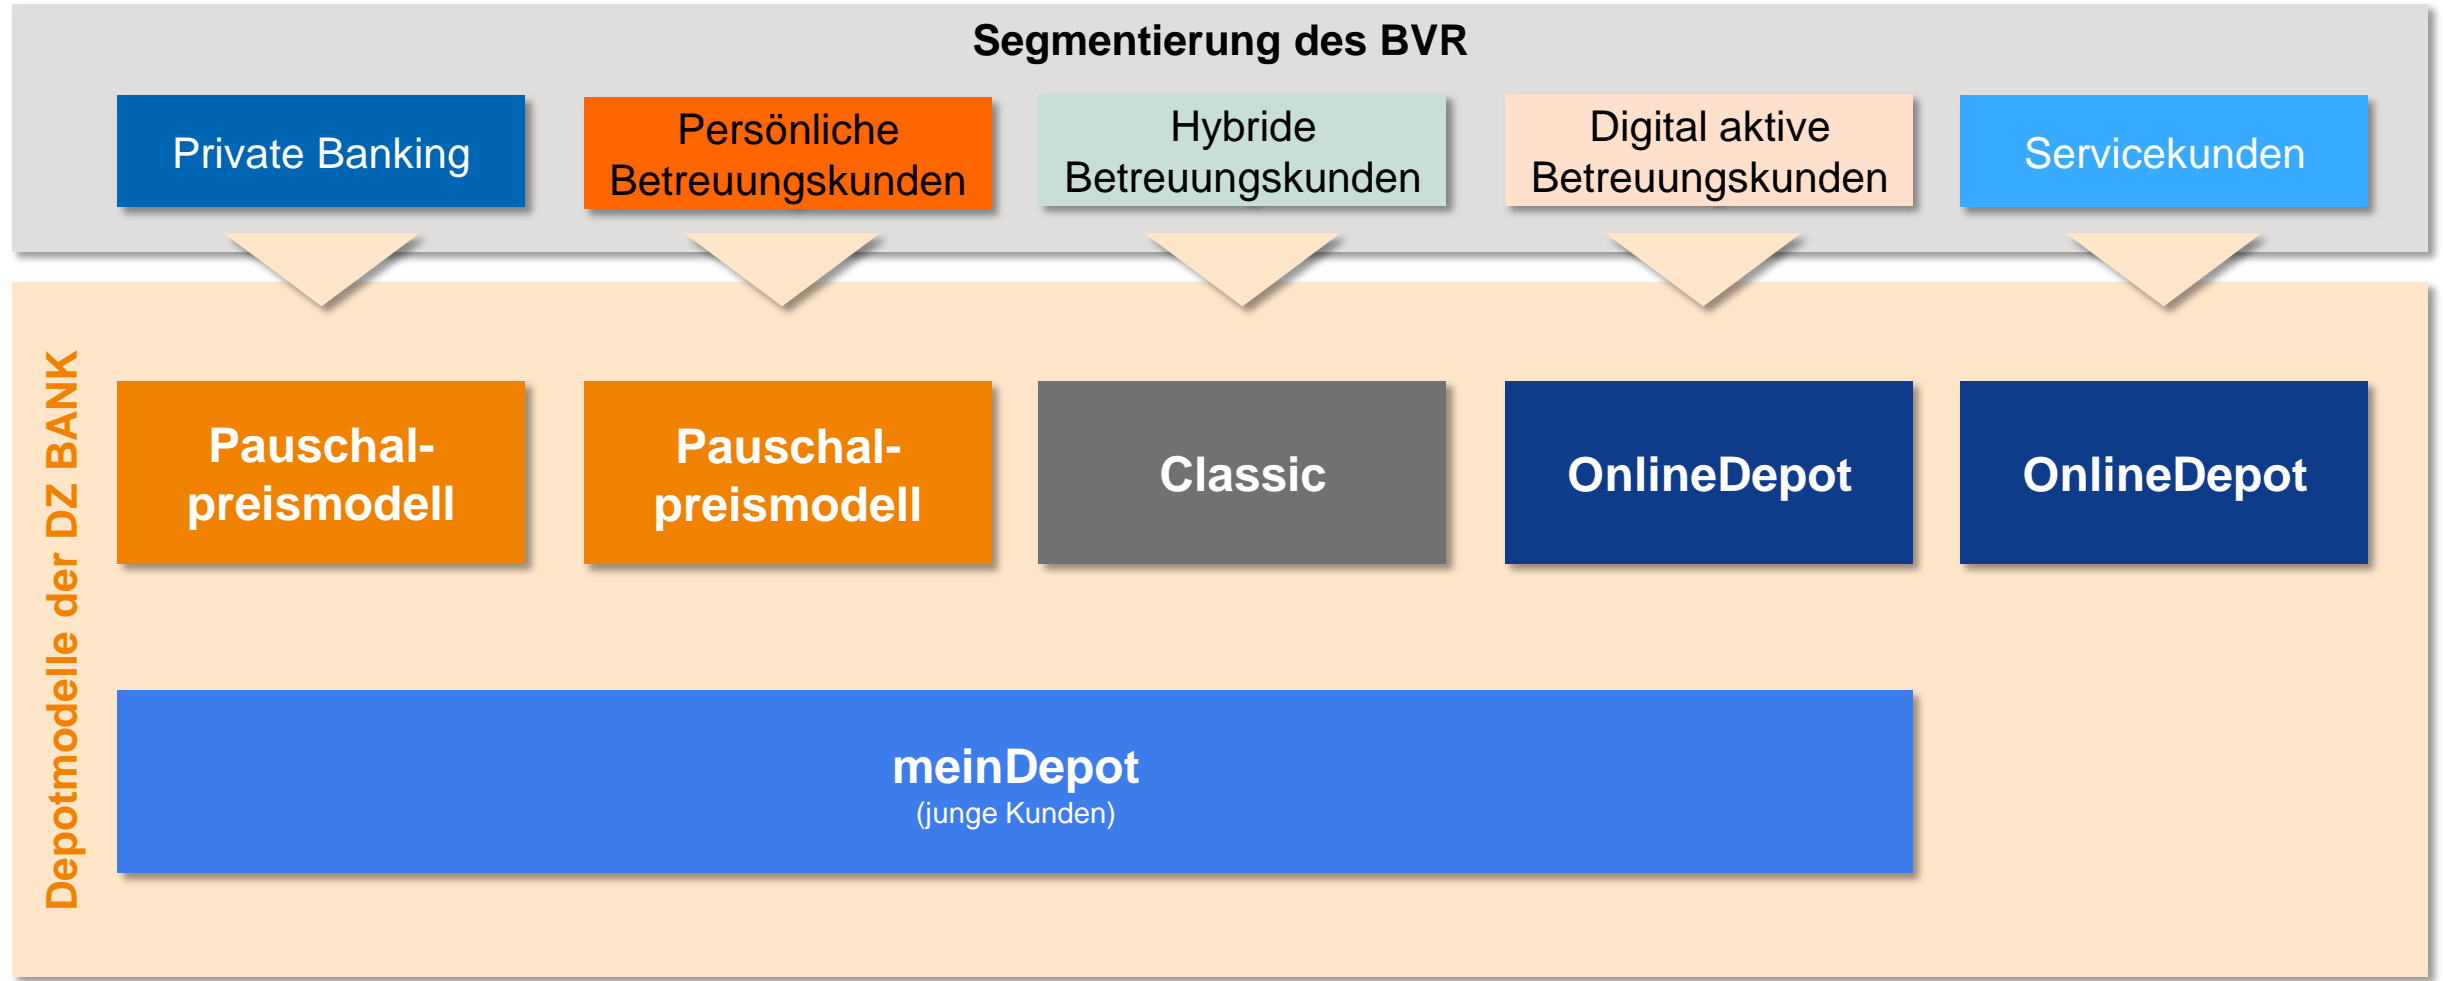 Segmentierung des BVR
Private Banking
Persönliche
Betreuungskunden
Hybride
Betreuungskunden
Digital aktive
Betreuungskunden
Servicekunden
Depotmodelle der DZ BANK
Pauschal-
preismodell
Pauschal-
preismodell
Classic
OnlineDepot
OnlineDepot
meinDepot
(junge Kunden)